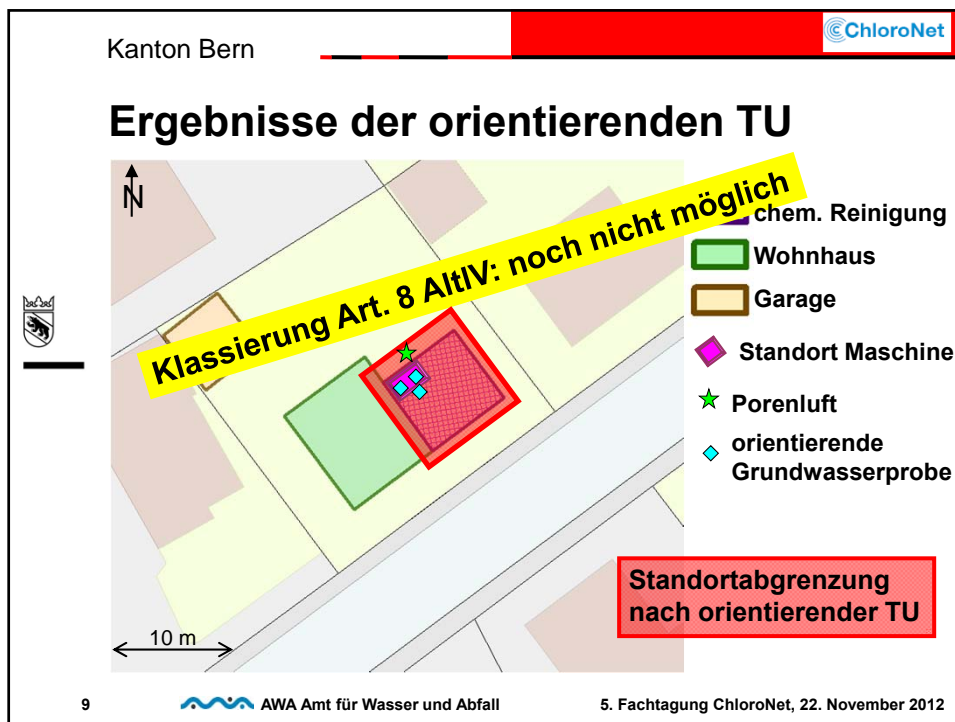 ChloroNet
Kanton Bern
Ergebnisse der orientierenden TU
N
Klassierung Art. 8 AltlV: noch nicht möglich
chem. Reinigung
Wohnhaus
Garage
Standort Maschine
Porenluft
orientierende
Grundwasserprobe
Standortabgrenzung
nach orientierender TU
10 m
9
AWA Amt für Wasser und Abfall
5. Fachtagung ChloroNet, 22. November 2012